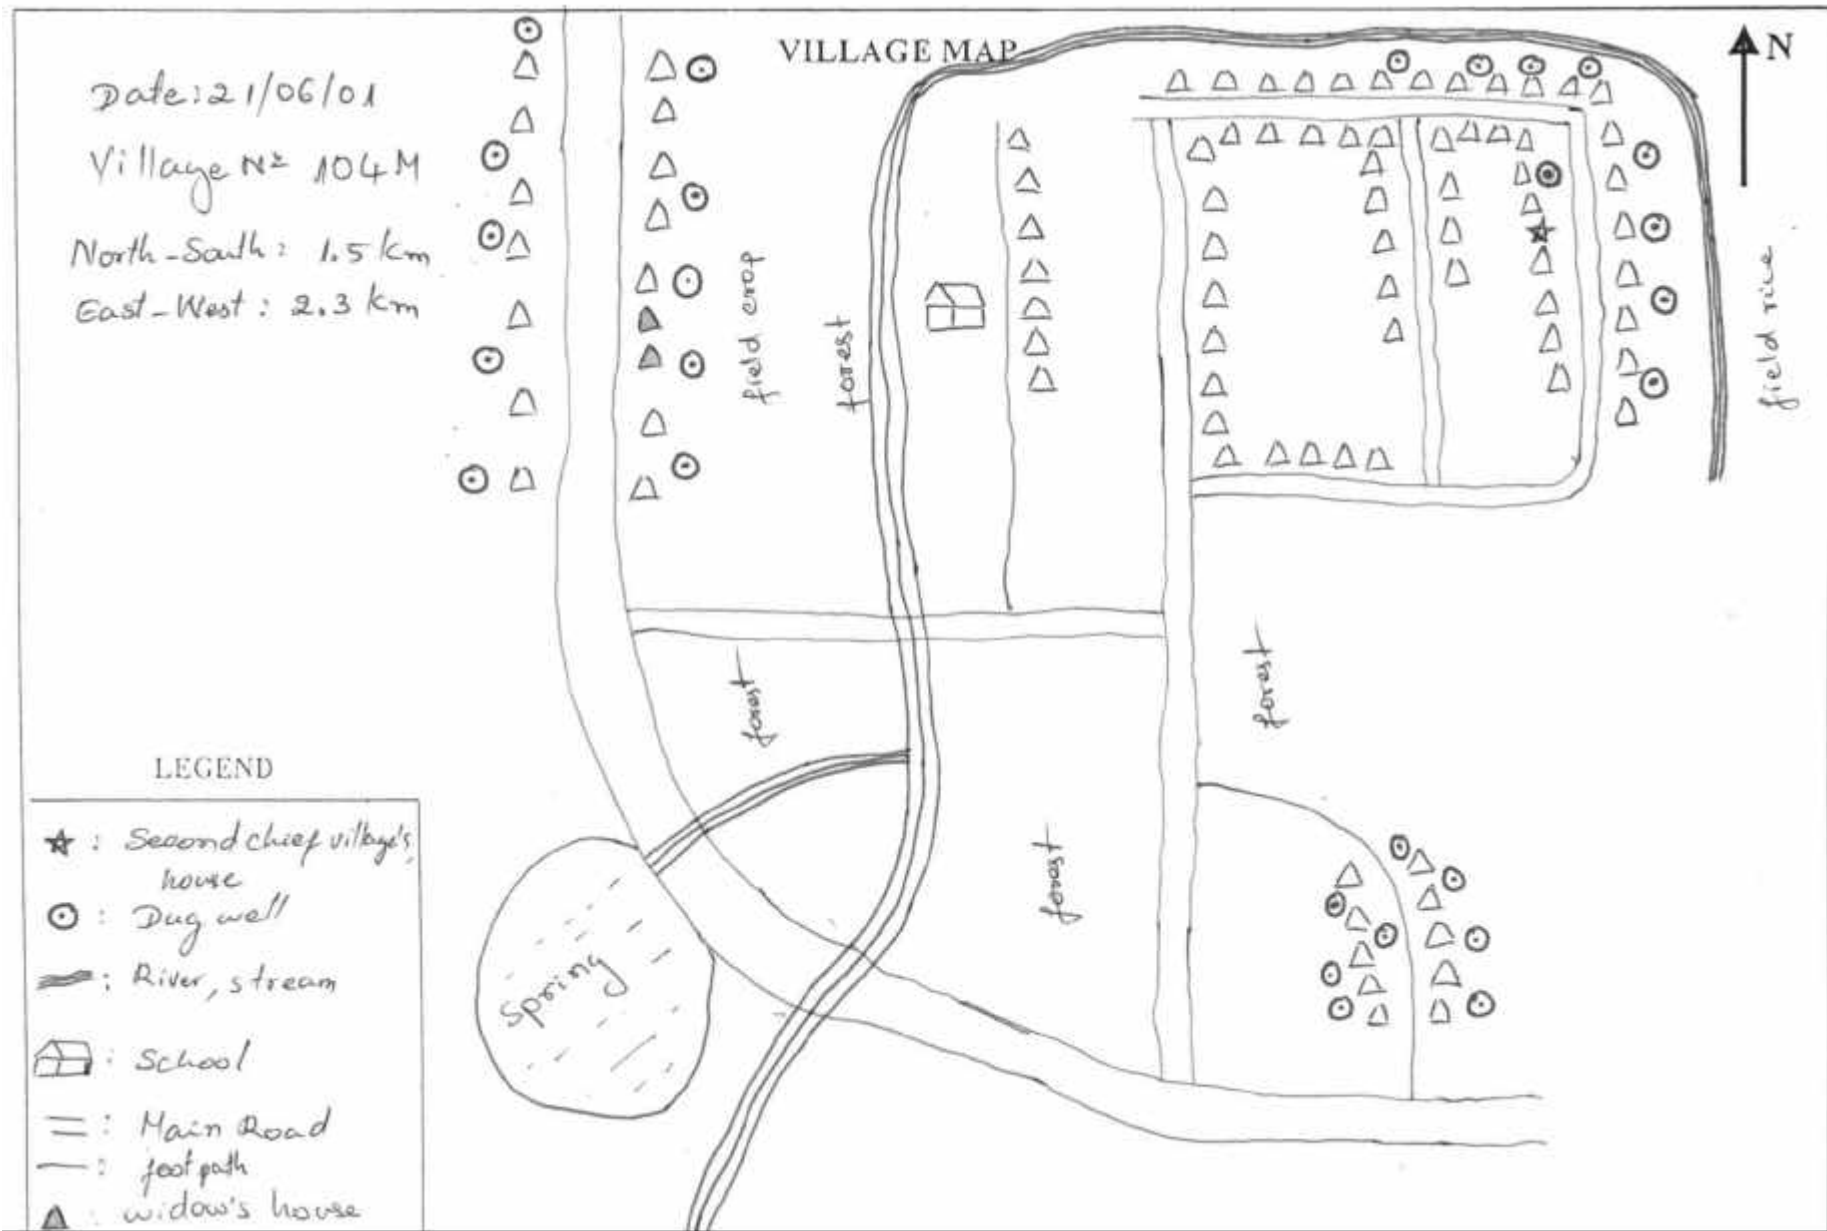 VILLAGE MAP
N
Date: 21/06/01
Village Nº 104M
North-South: 1.5 km
East-West: 2.3 km
field crop
forest
field rice
forest
forest
forest
Spring
LEGEND
: Second chief village's,
house
: Dug well
: River, stream
: School
: Main Road
: foot path
: widow's house